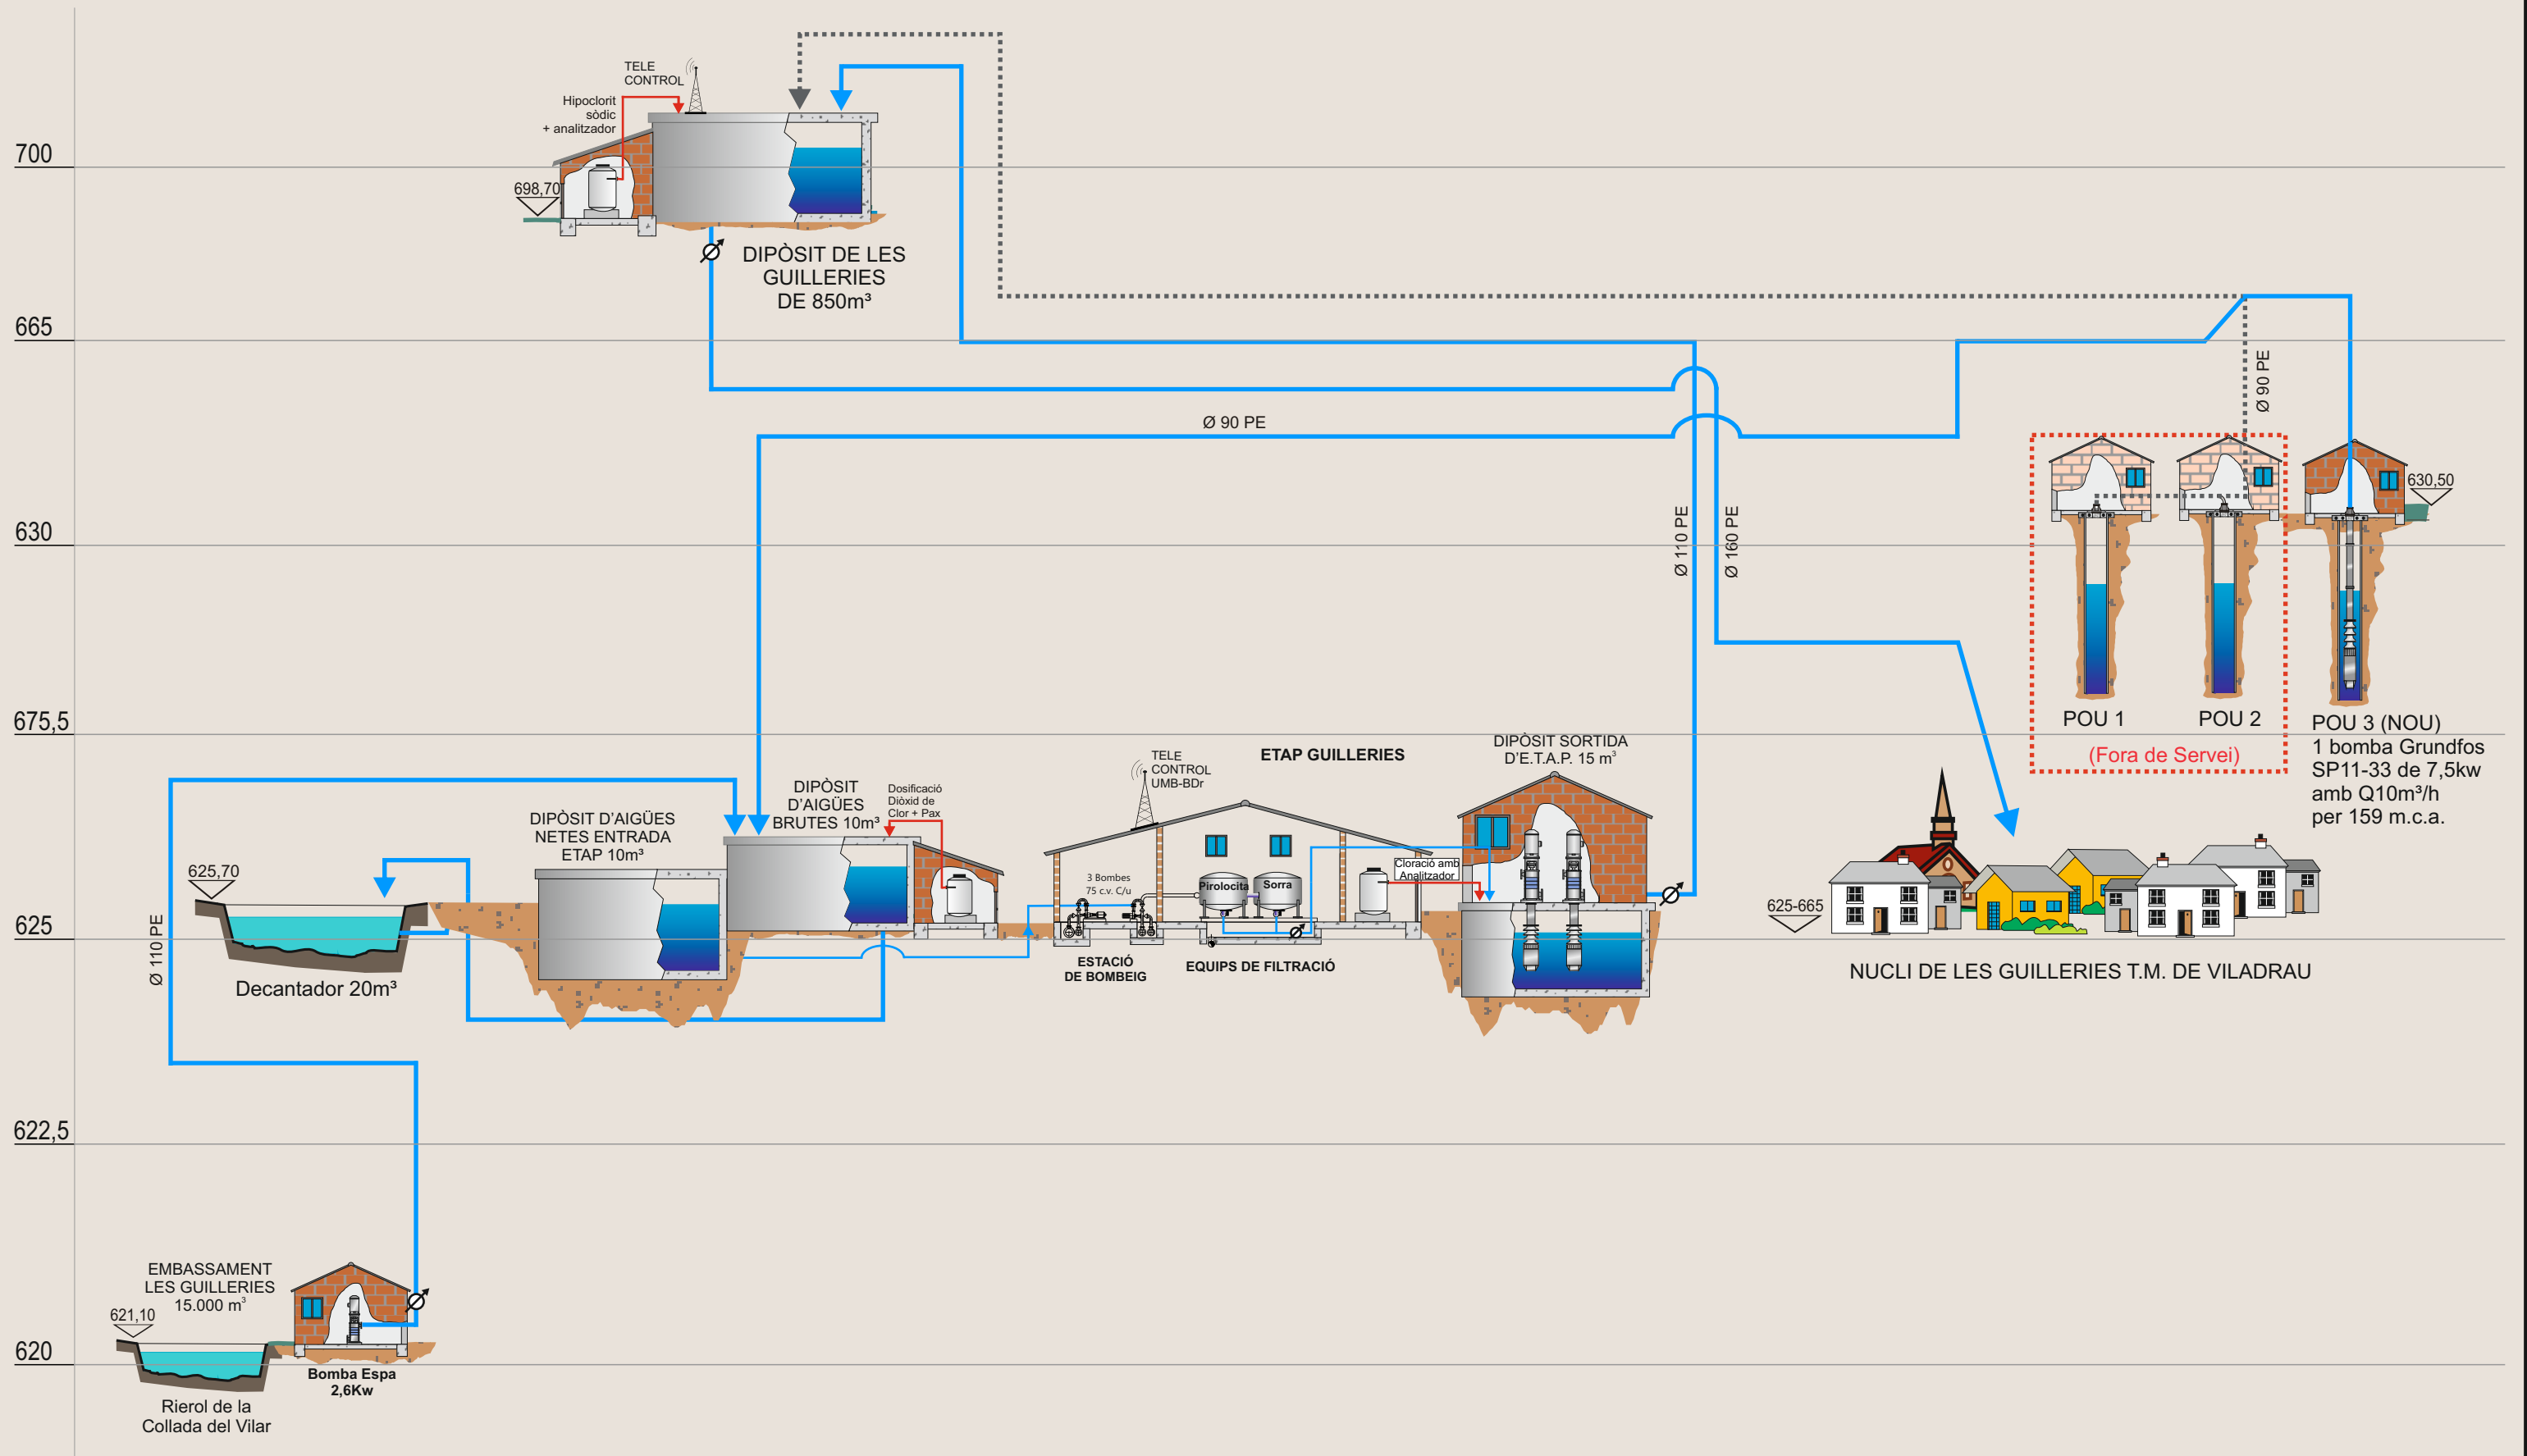 TELE
CONTROL
Hipoclorit
sòdic
+ analitzador
700
698,70
DIPÒSIT DE LES
GUILLERIES
DE 850m³
665
Ø 90 PE
Ø 90 PE
630,50
630
Ø 110 PE
Ø 160 PE
POU 1
POU 2
(Fora de Servei)
POU 3 (NOU)
1 bomba Grundfos
SP11-33 de 7,5kw
amb Q10m³/h
per 159 m.c.a.
675,5
DIPÒSIT SORTIDA
D'E.T.A.P. 15 m³
ETAP GUILLERIES
TELE
CONTROL
UMB-BDr
DIPÒSIT
D'AIGÜES
BRUTES 10m³
Dosificació
Diòxid de
Clor + Pax
DIPÒSIT D'AIGÜES
NETES ENTRADA
ETAP 10m³
625,70
3 Bombes
75 c.v. C/u
Pirolocita
Sorra
Cloració amb
Analitzador
625-665
625
Ø 110 PE
Decantador 20m³
ESTACIÓ
DE BOMBEIG
EQUIPS DE FILTRACIÓ
NUCLI DE LES GUILLERIES T.M. DE VILADRAU
622,5
EMBASSAMENT
LES GUILLERIES
15.000 m³
621,10
620
Bomba Espa
2,6Kw
Rierol de la
Collada del Vilar